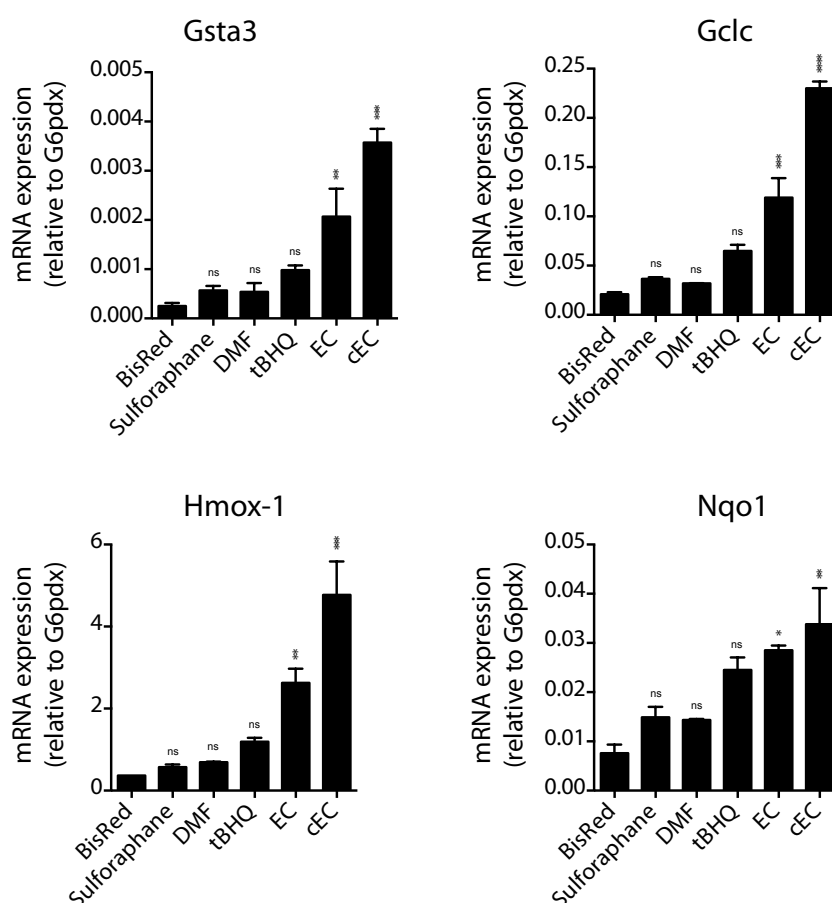 Gsta3
mRNA expression
(relative to G6pdx)
0.005
0.004
0.003
0.002
0.001
0.000
ns
ns
ns
**
***
BisRed
Sulforaphane
DMF
tBHQ
EC
cEC
Gclc
mRNA expression
(relative to G6pdx)
0.25
0.20
0.15
0.10
0.05
0.00
ns
ns
ns
***
****
BisRed
Sulforaphane
DMF
tBHQ
EC
cEC
Hmox-1
mRNA expression
(relative to G6pdx)
6
4
2
0
ns
ns
ns
**
***
BisRed
Sulforaphane
DMF
tBHQ
EC
cEC
Nqo1
mRNA expression
(relative to G6pdx)
0.05
0.04
0.03
0.02
0.01
0.00
ns
ns
ns
*
**
BisRed
Sulforaphane
DMF
tBHQ
EC
cEC